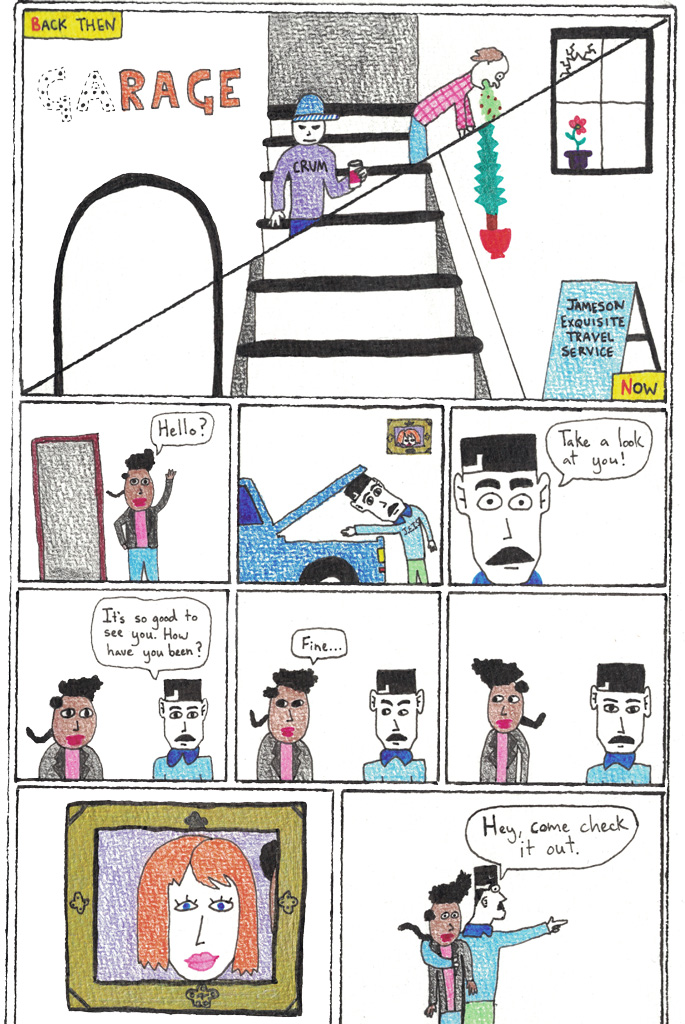 BACK THEN
GARAGE
CRUM
JAMESON
EXQUISITE
TRAVEL
SERVICE
NOW
Hello?
Take a look
at you!
It's so good to
see you. How
have you been?
Fine...
Hey, come check
it out.